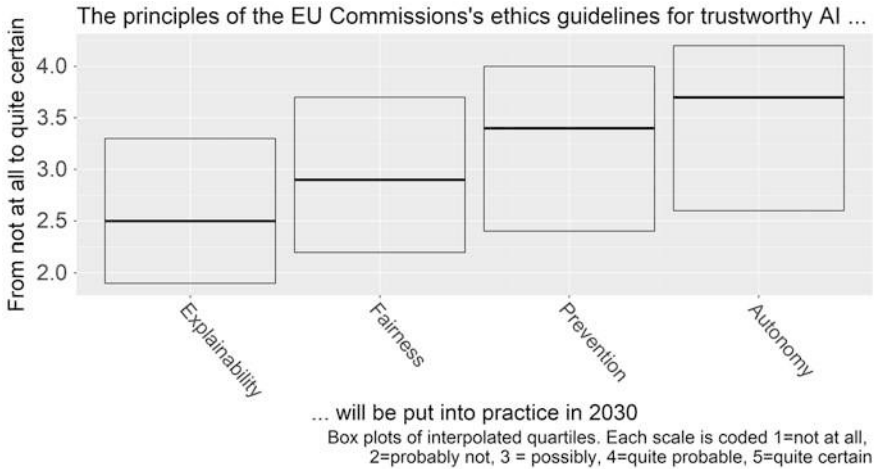 The principles of the EU Commissions's ethics guidelines for trustworthy AI ...
From not at all to quite certain
4.0
3.5
3.0
2.5
2.0
Explainability
Fairness
Prevention
Autonomy
... will be put into practice in 2030
Box plots of interpolated quartiles. Each scale is coded 1=not at all,
2=probably not, 3 = possibly, 4=quite probable, 5=quite certain